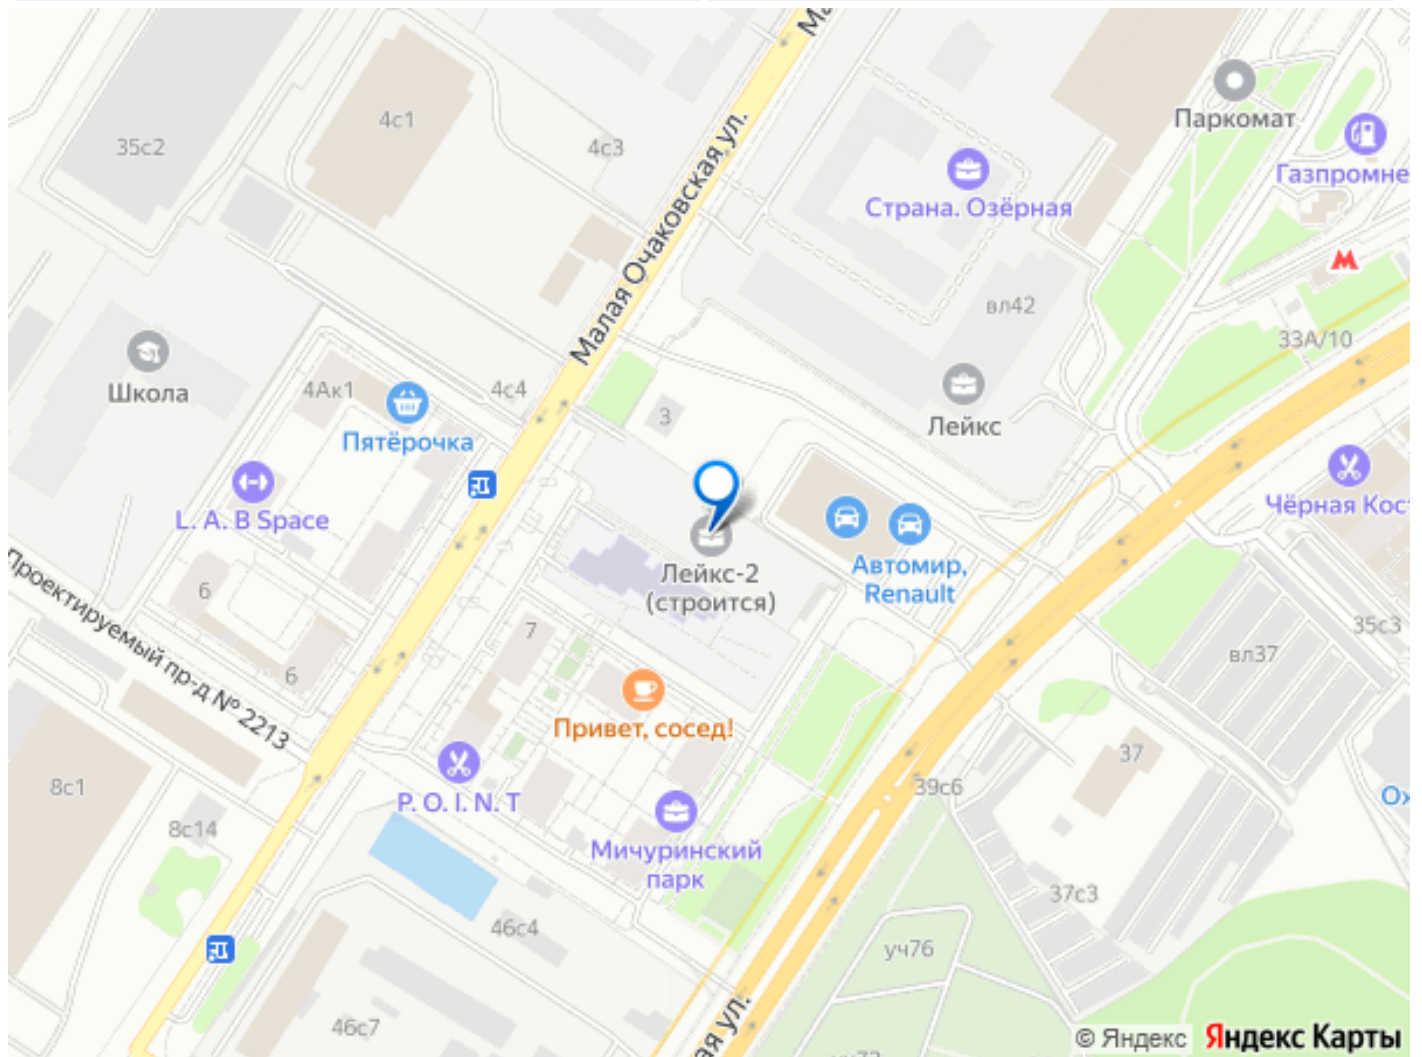 Ма
Паркомат
4с1
35с2
4с3
Газпромне
Страна. Озёрная
Малая Очаковская ул.
М
вл42
33А/10
Школа
4Ак1
4с4
3
Лейкс
Пятёрочка
Чёрная Кост
L. A. B Space
Автомир,
Renault
Лейкс-2
(строится)
6
7
35с3
вл37
Проектируемый пр-д № 2213
6
Привет, сосед!
37
8с1
39с6
P. O. I. N. T
8с14
Мичуринский
парк
37с3
46с4
уч76
46с7
ая ул.
© Яндекс Яндекс Карты